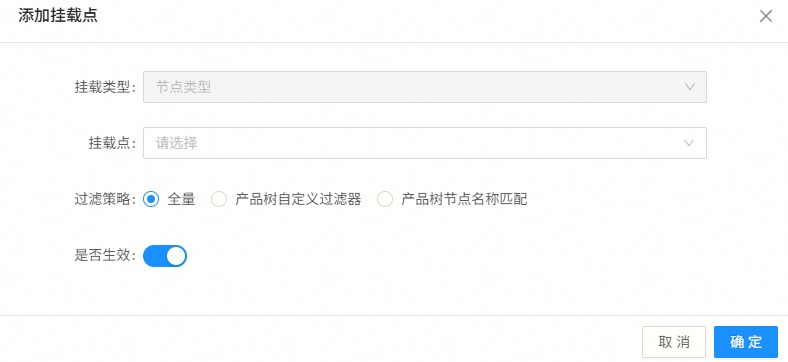 添加挂载点
挂载类型: 节点类型
挂载点: 请选择
过滤策略: 全量 产品树自定义过滤器 产品树节点名称匹配
是否生效:
取 消 确 定